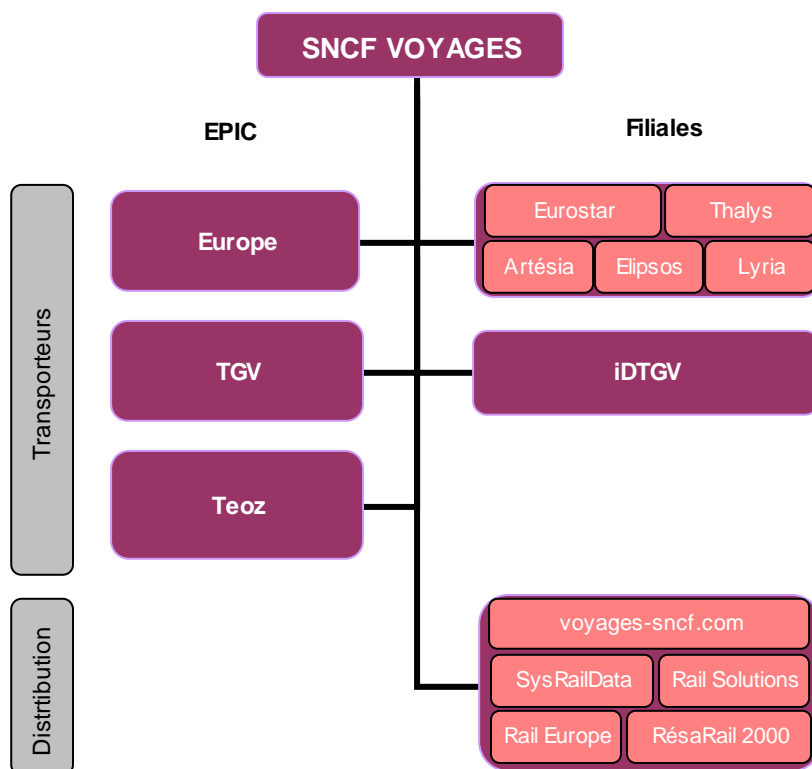 SNCF VOYAGES
EPIC
Filiales
Transporteurs
Europe
Eurostar
Thalys
Artésia
Elipsos
Lyria
TGV
iDTGV
Teoz
Distrtibution
voyages-sncf.com
SysRailData
Rail Solutions
Rail Europe
RésaRail 2000